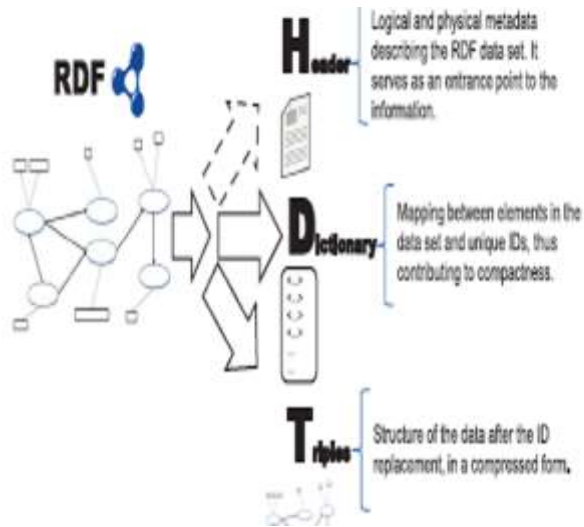 RDF
Header
Logical and physical metadata
describing the RDF data set. It
serves as an entrance point to the
information.
Dictionary
Mapping between elements in the
data set and unique IDs, thus
contributing to compactness.
Triples
Structure of the data after the ID
replacement, in a compressed form.